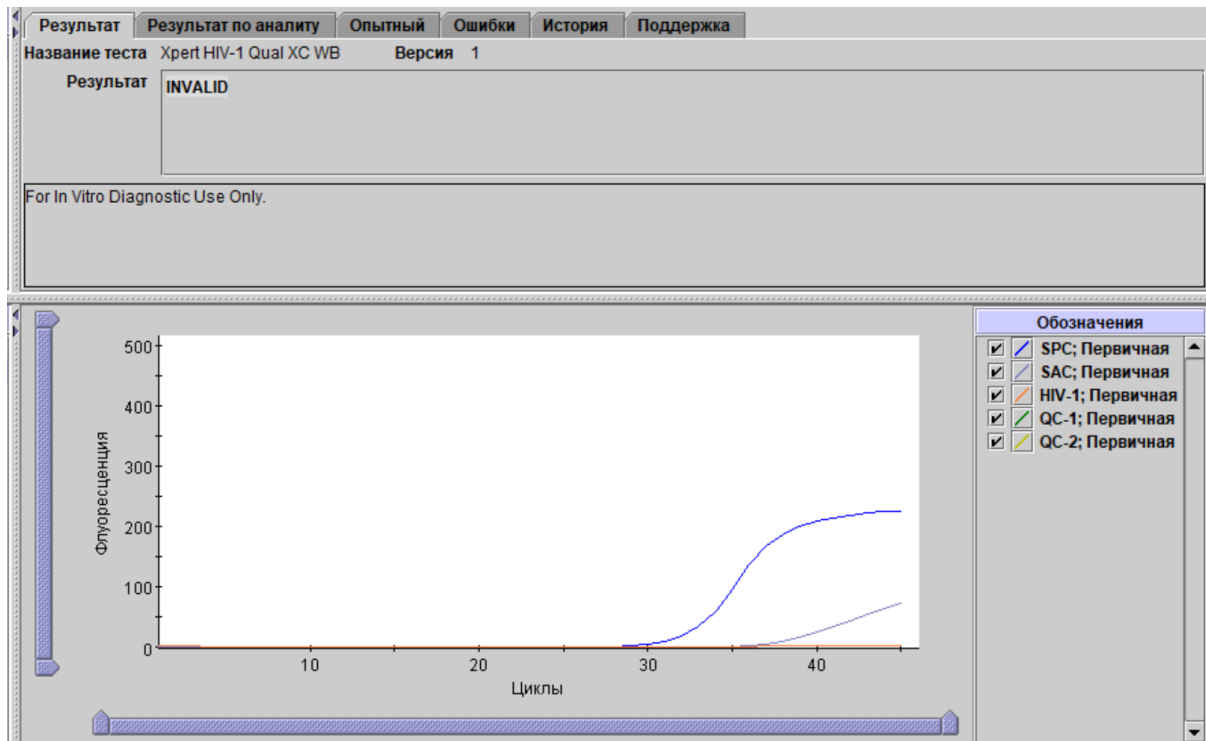 Результат Результат по аналиту Опытный Ошибки История Поддержка
Название теста Xpert HIV-1 Qual XC WB Версия 1
Результат INVALID
For In Vitro Diagnostic Use Only.
Обозначения
SPC; Первичная
SAC; Первичная
HIV-1; Первичная
QC-1; Первичная
QC-2; Первичная
Флуоресценция
500
400
300
200
100
0
10 20 30 40
Циклы